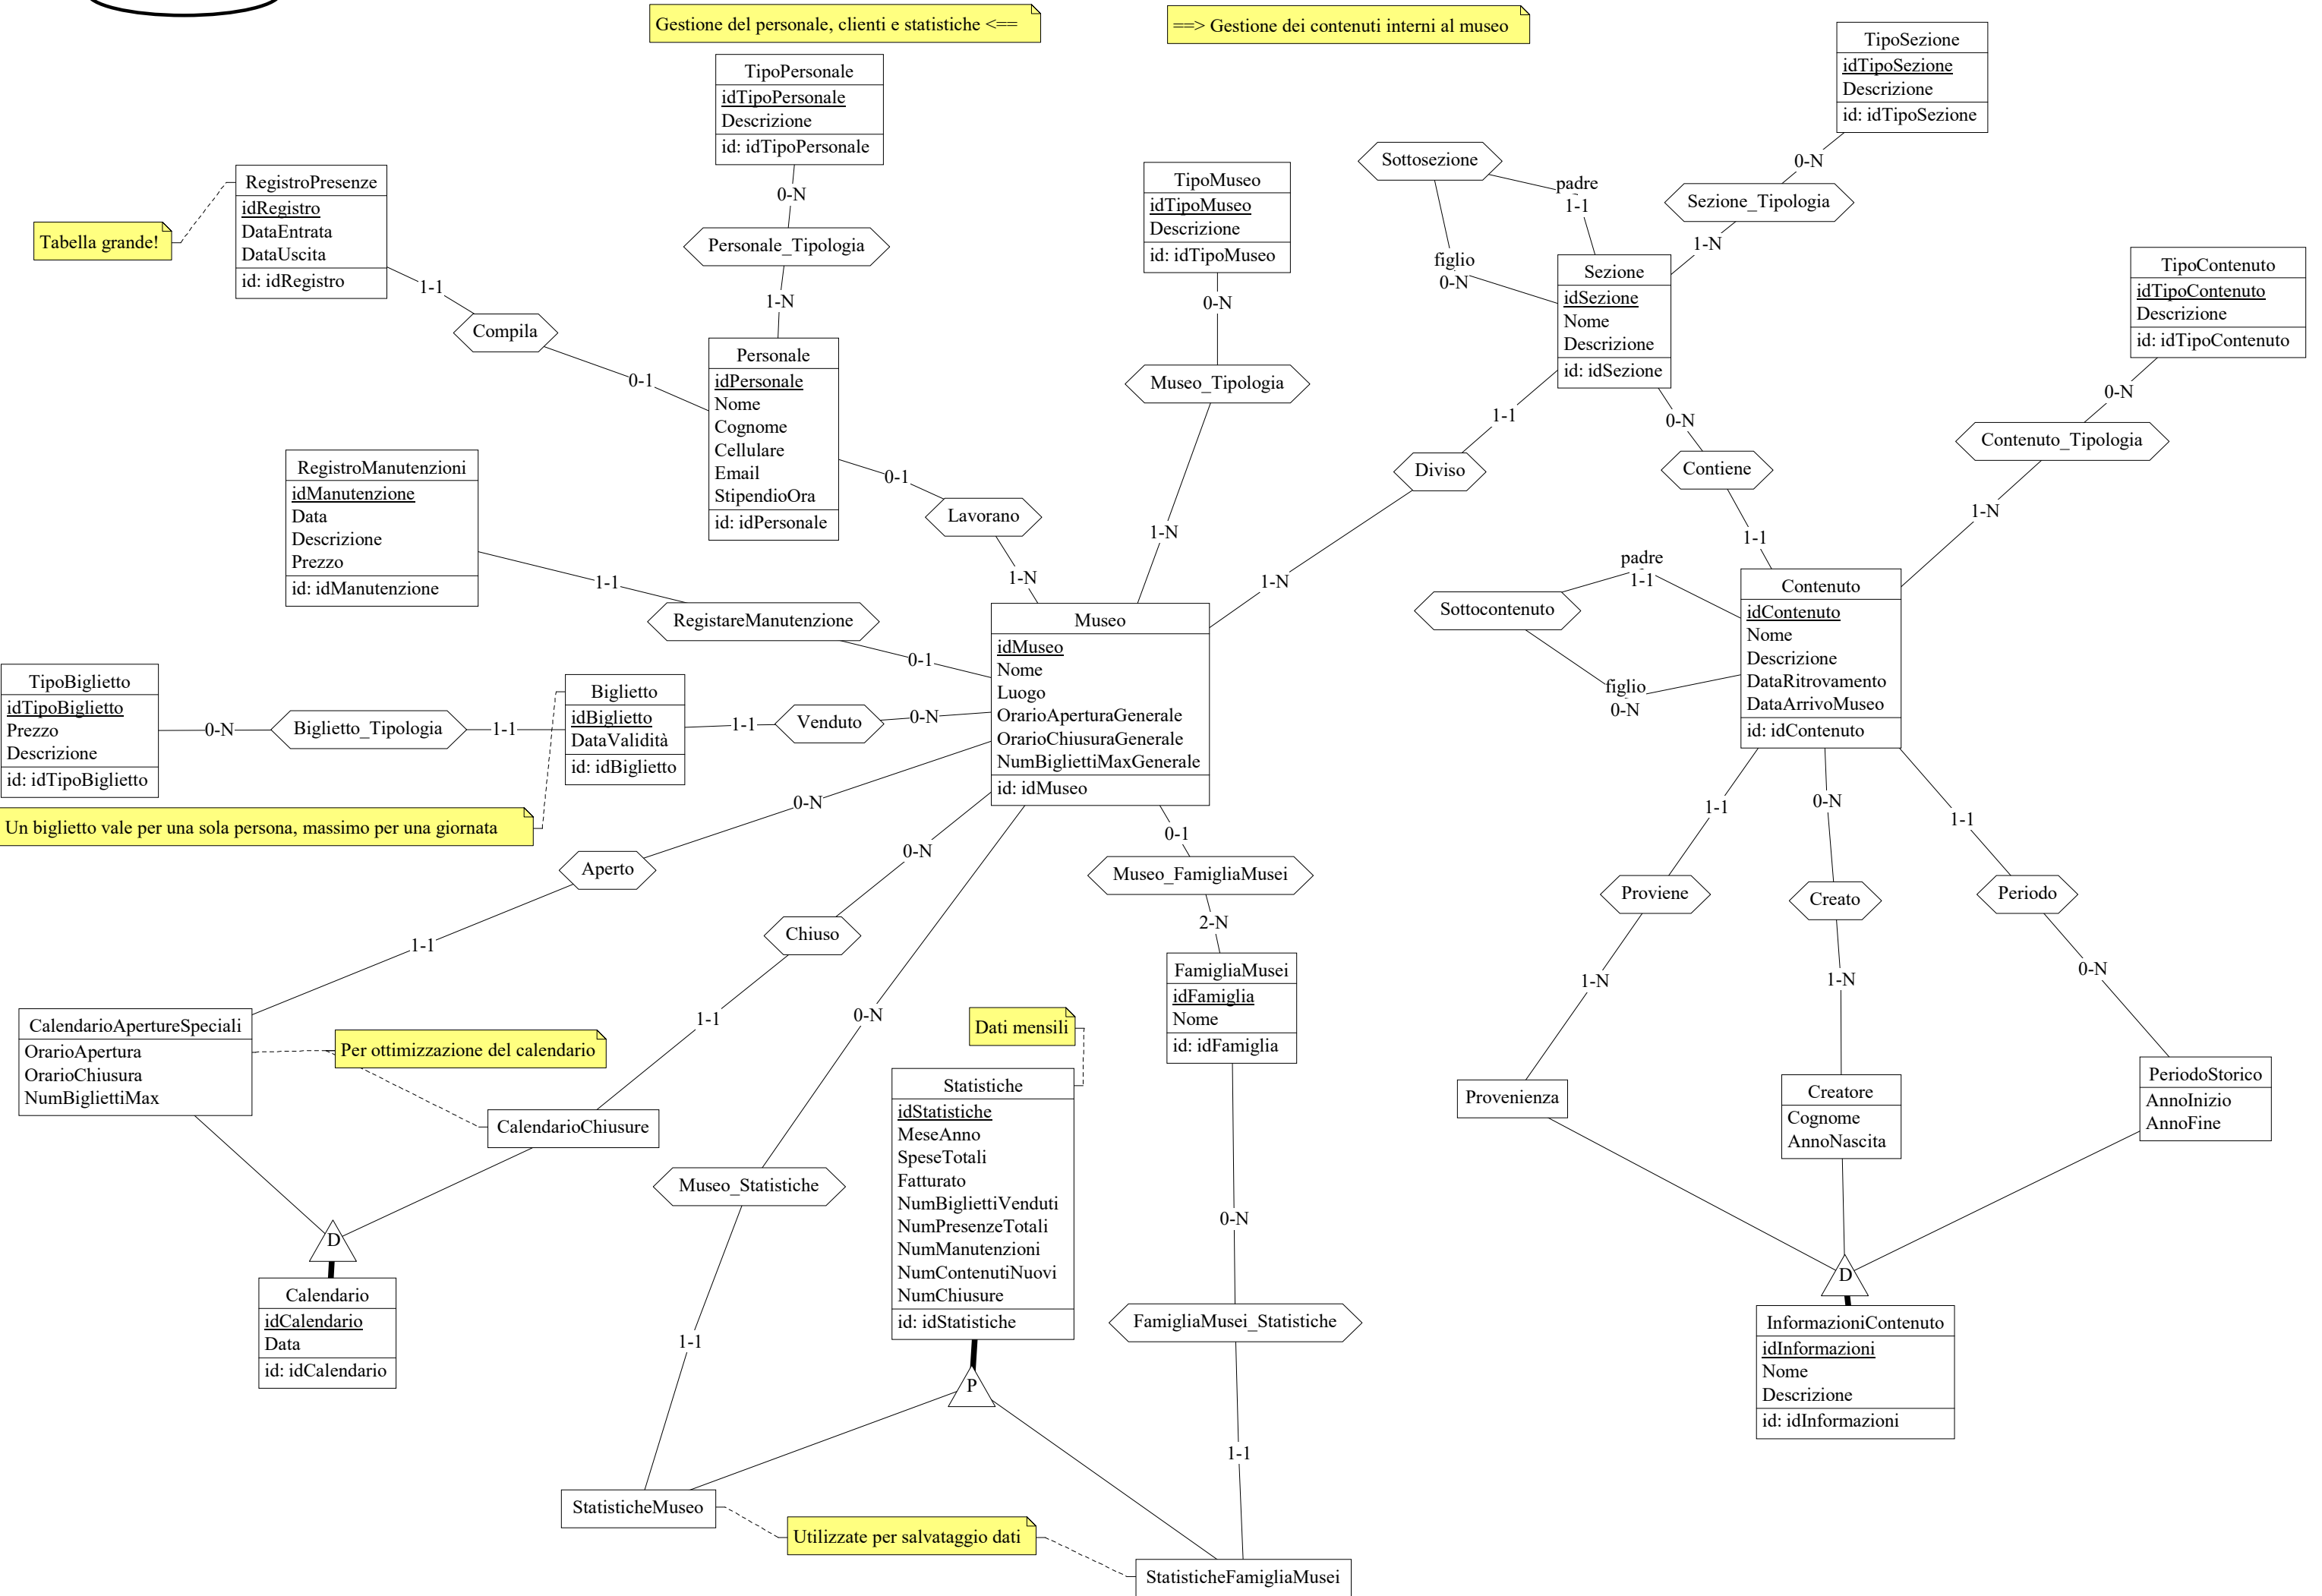 Gestione del personale, clienti e statistiche <==
==> Gestione dei contenuti interni al museo
TipoPersonale
idTipoPersonale
Descrizione
id: idTipoPersonale
0-N
Personale_Tipologia
1-N
TipoSezione
idTipoSezione
Descrizione
id: idTipoSezione
0-N
Sezione_Tipologia
1-N
Sottosezione
padre
1-1
figlio
0-N
RegistroPresenze
idRegistro
DataEntrata
DataUscita
id: idRegistro
Tabella grande!
1-1
Compila
0-1
TipoMuseo
idTipoMuseo
Descrizione
id: idTipoMuseo
0-N
Museo_Tipologia
1-N
Sezione
idSezione
Nome
Descrizione
id: idSezione
TipoContenuto
idTipoContenuto
Descrizione
id: idTipoContenuto
0-N
Contenuto_Tipologia
1-N
Personale
idPersonale
Nome
Cognome
Cellulare
Email
StipendioOra
id: idPersonale
0-1
Lavorano
1-N
1-1
Diviso
1-N
0-N
Contiene
1-1
RegistroManutenzioni
idManutenzione
Data
Descrizione
Prezzo
id: idManutenzione
1-1
RegistareManutenzione
0-1
Sottocontenuto
padre
1-1
figlio
0-N
Contenuto
idContenuto
Nome
Descrizione
DataRitrovamento
DataArrivoMuseo
id: idContenuto
Museo
idMuseo
Nome
Luogo
OrarioAperturaGenerale
OrarioChiusuraGenerale
NumBigliettiMaxGenerale
id: idMuseo
TipoBiglietto
idTipoBiglietto
Prezzo
Descrizione
id: idTipoBiglietto
0-N
Biglietto_Tipologia
1-1
Biglietto
idBiglietto
DataValidità
id: idBiglietto
1-1
Venduto
0-N
Un biglietto vale per una sola persona, massimo per una giornata
0-N
Aperto
1-1
0-N
Chiuso
1-1
0-N
Museo_Statistiche
1-1
0-1
Museo_FamigliaMusei
2-N
1-1
Proviene
1-N
0-N
Creato
1-N
1-1
Periodo
0-N
FamigliaMusei
idFamiglia
Nome
id: idFamiglia
0-N
FamigliaMusei_Statistiche
1-1
CalendarioApertureSpeciali
OrarioApertura
OrarioChiusura
NumBigliettiMax
Per ottimizzazione del calendario
CalendarioChiusure
Dati mensili
Statistiche
idStatistiche
MeseAnno
SpeseTotali
Fatturato
NumBigliettiVenduti
NumPresenzeTotali
NumManutenzioni
NumContenutiNuovi
NumChiusure
id: idStatistiche
Provenienza
Creatore
Cognome
AnnoNascita
PeriodoStorico
AnnoInizio
AnnoFine
D
Calendario
idCalendario
Data
id: idCalendario
D
InformazioniContenuto
idInformazioni
Nome
Descrizione
id: idInformazioni
P
StatisticheMuseo
Utilizzate per salvataggio dati
StatisticheFamigliaMusei